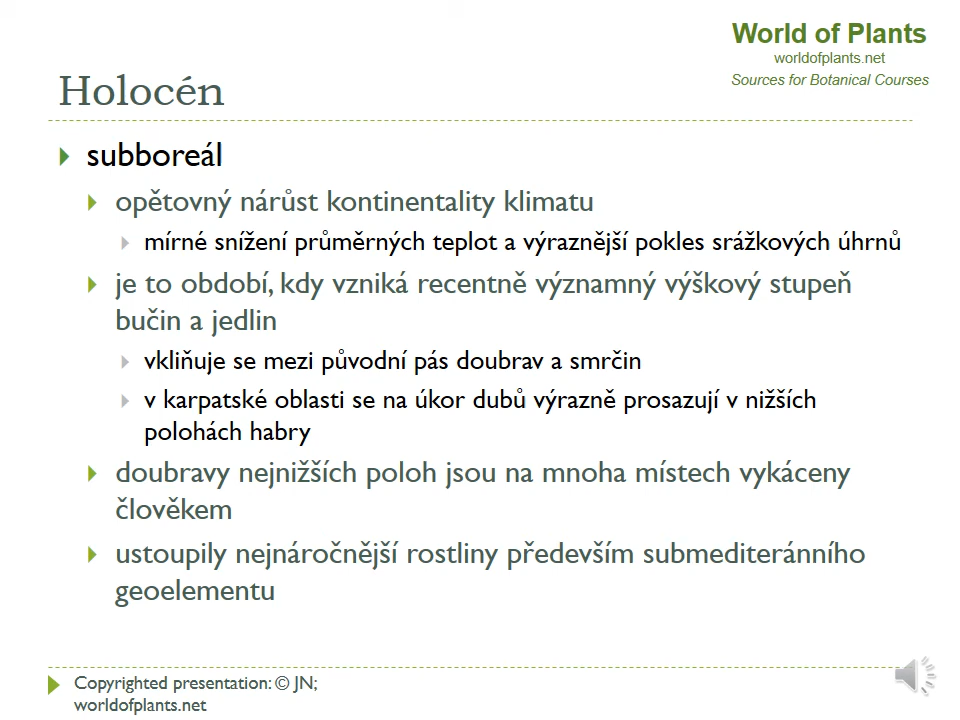 World of Plants
worldofplants.net
Sources for Botanical Courses
Holocén
subboreál
opětovný nárůst kontinentality klimatu
mírné snížení průměrných teplot a výraznější pokles srážkových úhrnů
je to období, kdy vzniká recentně významný výškový stupeň
bučin a jedlin
vkliňuje se mezi původní pás doubrav a smrčin
v karpatské oblasti se na úkor dubů výrazně prosazují v nižších
polohách habry
doubravy nejnižších poloh jsou na mnoha místech vykáceny
člověkem
ustoupily nejnáročnější rostliny především submediteránního
geoelementu
Copyrighted presentation: © JN;
worldofplants.net